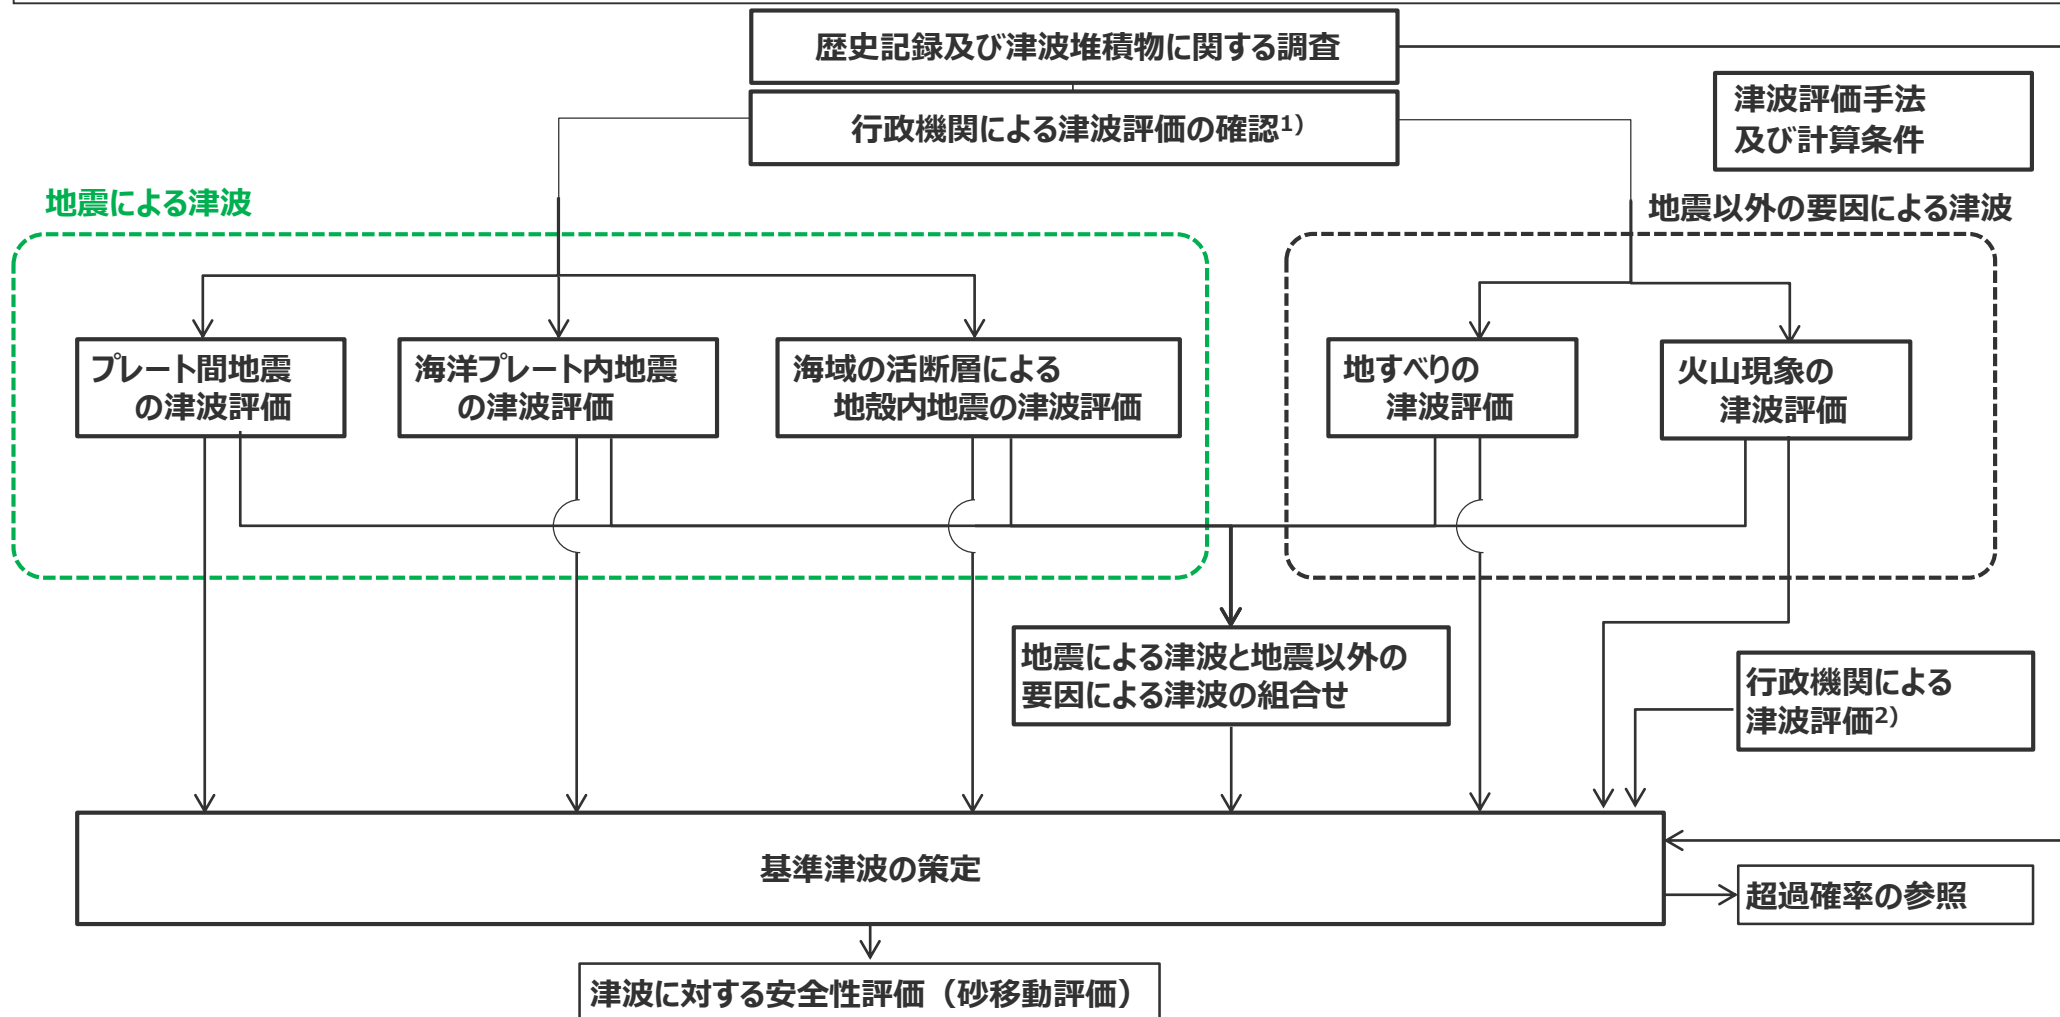 歴史記録及び津波堆積物に関する調査
行政機関による津波評価の確認1)
津波評価手法
及び計算条件
地震による津波
地震以外の要因による津波
プレート間地震
の津波評価
海洋プレート内地震
の津波評価
海域の活断層による
地殻内地震の津波評価
地すべりの
津波評価
火山現象の
津波評価
地震による津波と地震以外の
要因による津波の組合せ
行政機関による
津波評価2)
基準津波の策定
超過確率の参照
津波に対する安全性評価（砂移動評価）